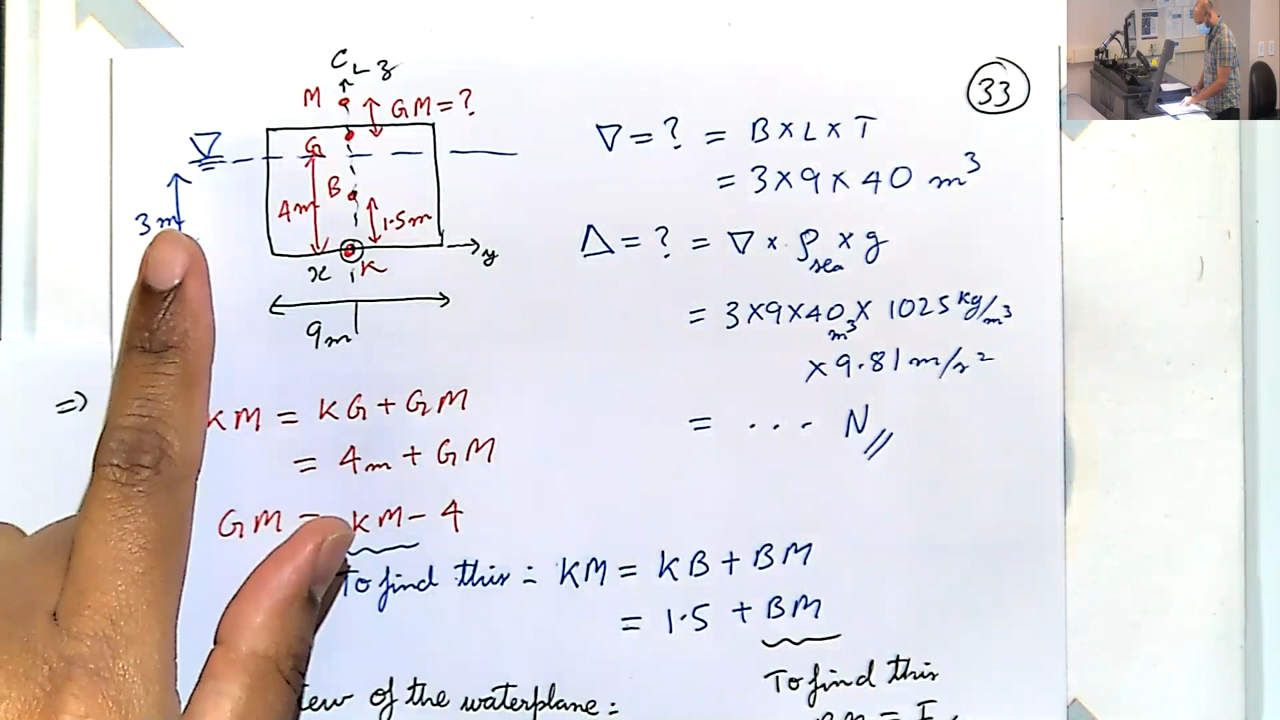 33
C L z
M GM = ?
G
3m
4m B 1.5m
x K y
9m
∇ = ? = B × L × T
= 3 × 9 × 40 m³
Δ = ? = ∇ × ρsea × g
= 3 × 9 × 40 m³ × 1025 kg/m³
× 9.81 m/s²
= ... N
=>
KM = KG + GM
= 4m + GM
GM = KM - 4
To find this : KM = KB + BM
= 1.5 + BM
To find this
of the waterplane :